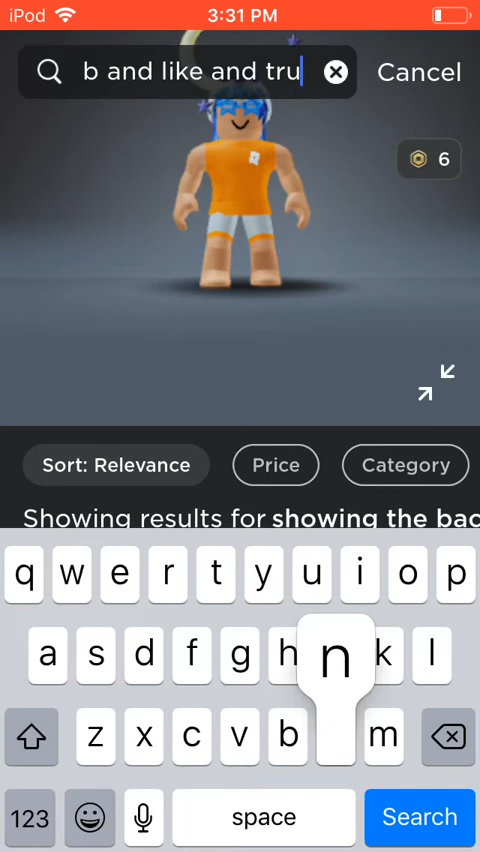 iPod 3:31 PM
b and like and tru Cancel
6
Sort: Relevance Price Category
Showing results for showing the bac
q w e r t y u i o p
a s d f g h n k l
z x c v b m
123 space Search